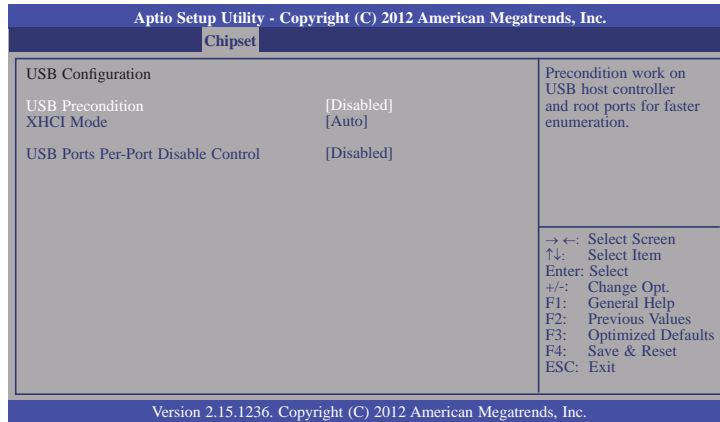 Aptio Setup Utility - Copyright (C) 2012 American Megatrends, Inc.
Chipset
USB Configuration
USB Precondition [Disabled]
XHCI Mode [Auto]
USB Ports Per-Port Disable Control [Disabled]
Precondition work on
USB host controller
and root ports for faster
enumeration.
→ ←: Select Screen
↑↓: Select Item
Enter: Select
+/-: Change Opt.
F1: General Help
F2: Previous Values
F3: Optimized Defaults
F4: Save & Reset
ESC: Exit
Version 2.15.1236. Copyright (C) 2012 American Megatrends, Inc.